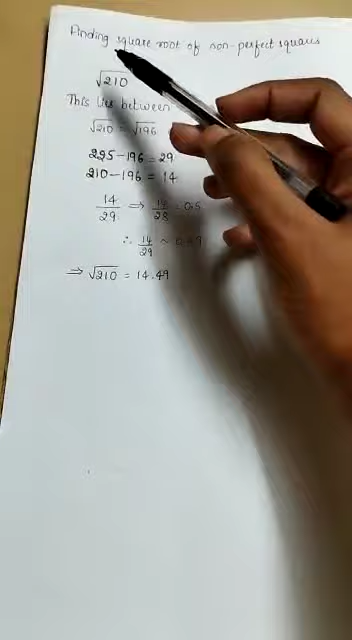 Finding square root of non-perfect squares
√210
This lies between
√210 = √196
225-196 = 29
210-196 = 14
14/29 ⇒ 14/28 = 0.5
∴ 14/29 ~ 0.49
⇒ √210 = 14.49